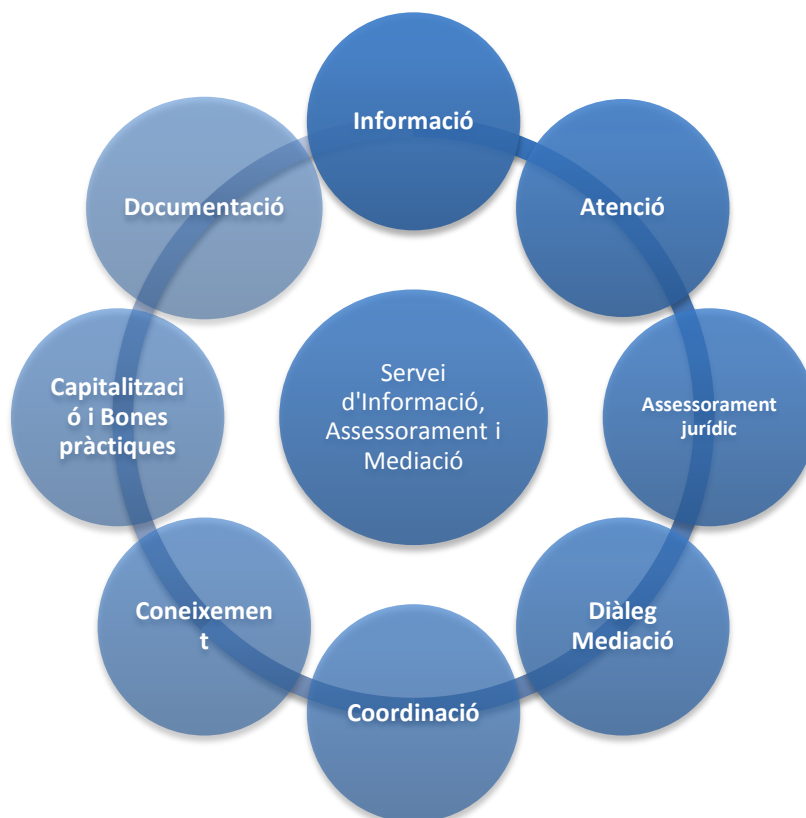 Informació
Atenció
Assessorament
jurídic
Diàleg
Mediació
Coordinació
Coneixemen
t
Capitalitzaci
ó i Bones
pràctiques
Documentació
Servei
d'Informació,
Assessorament i
Mediació